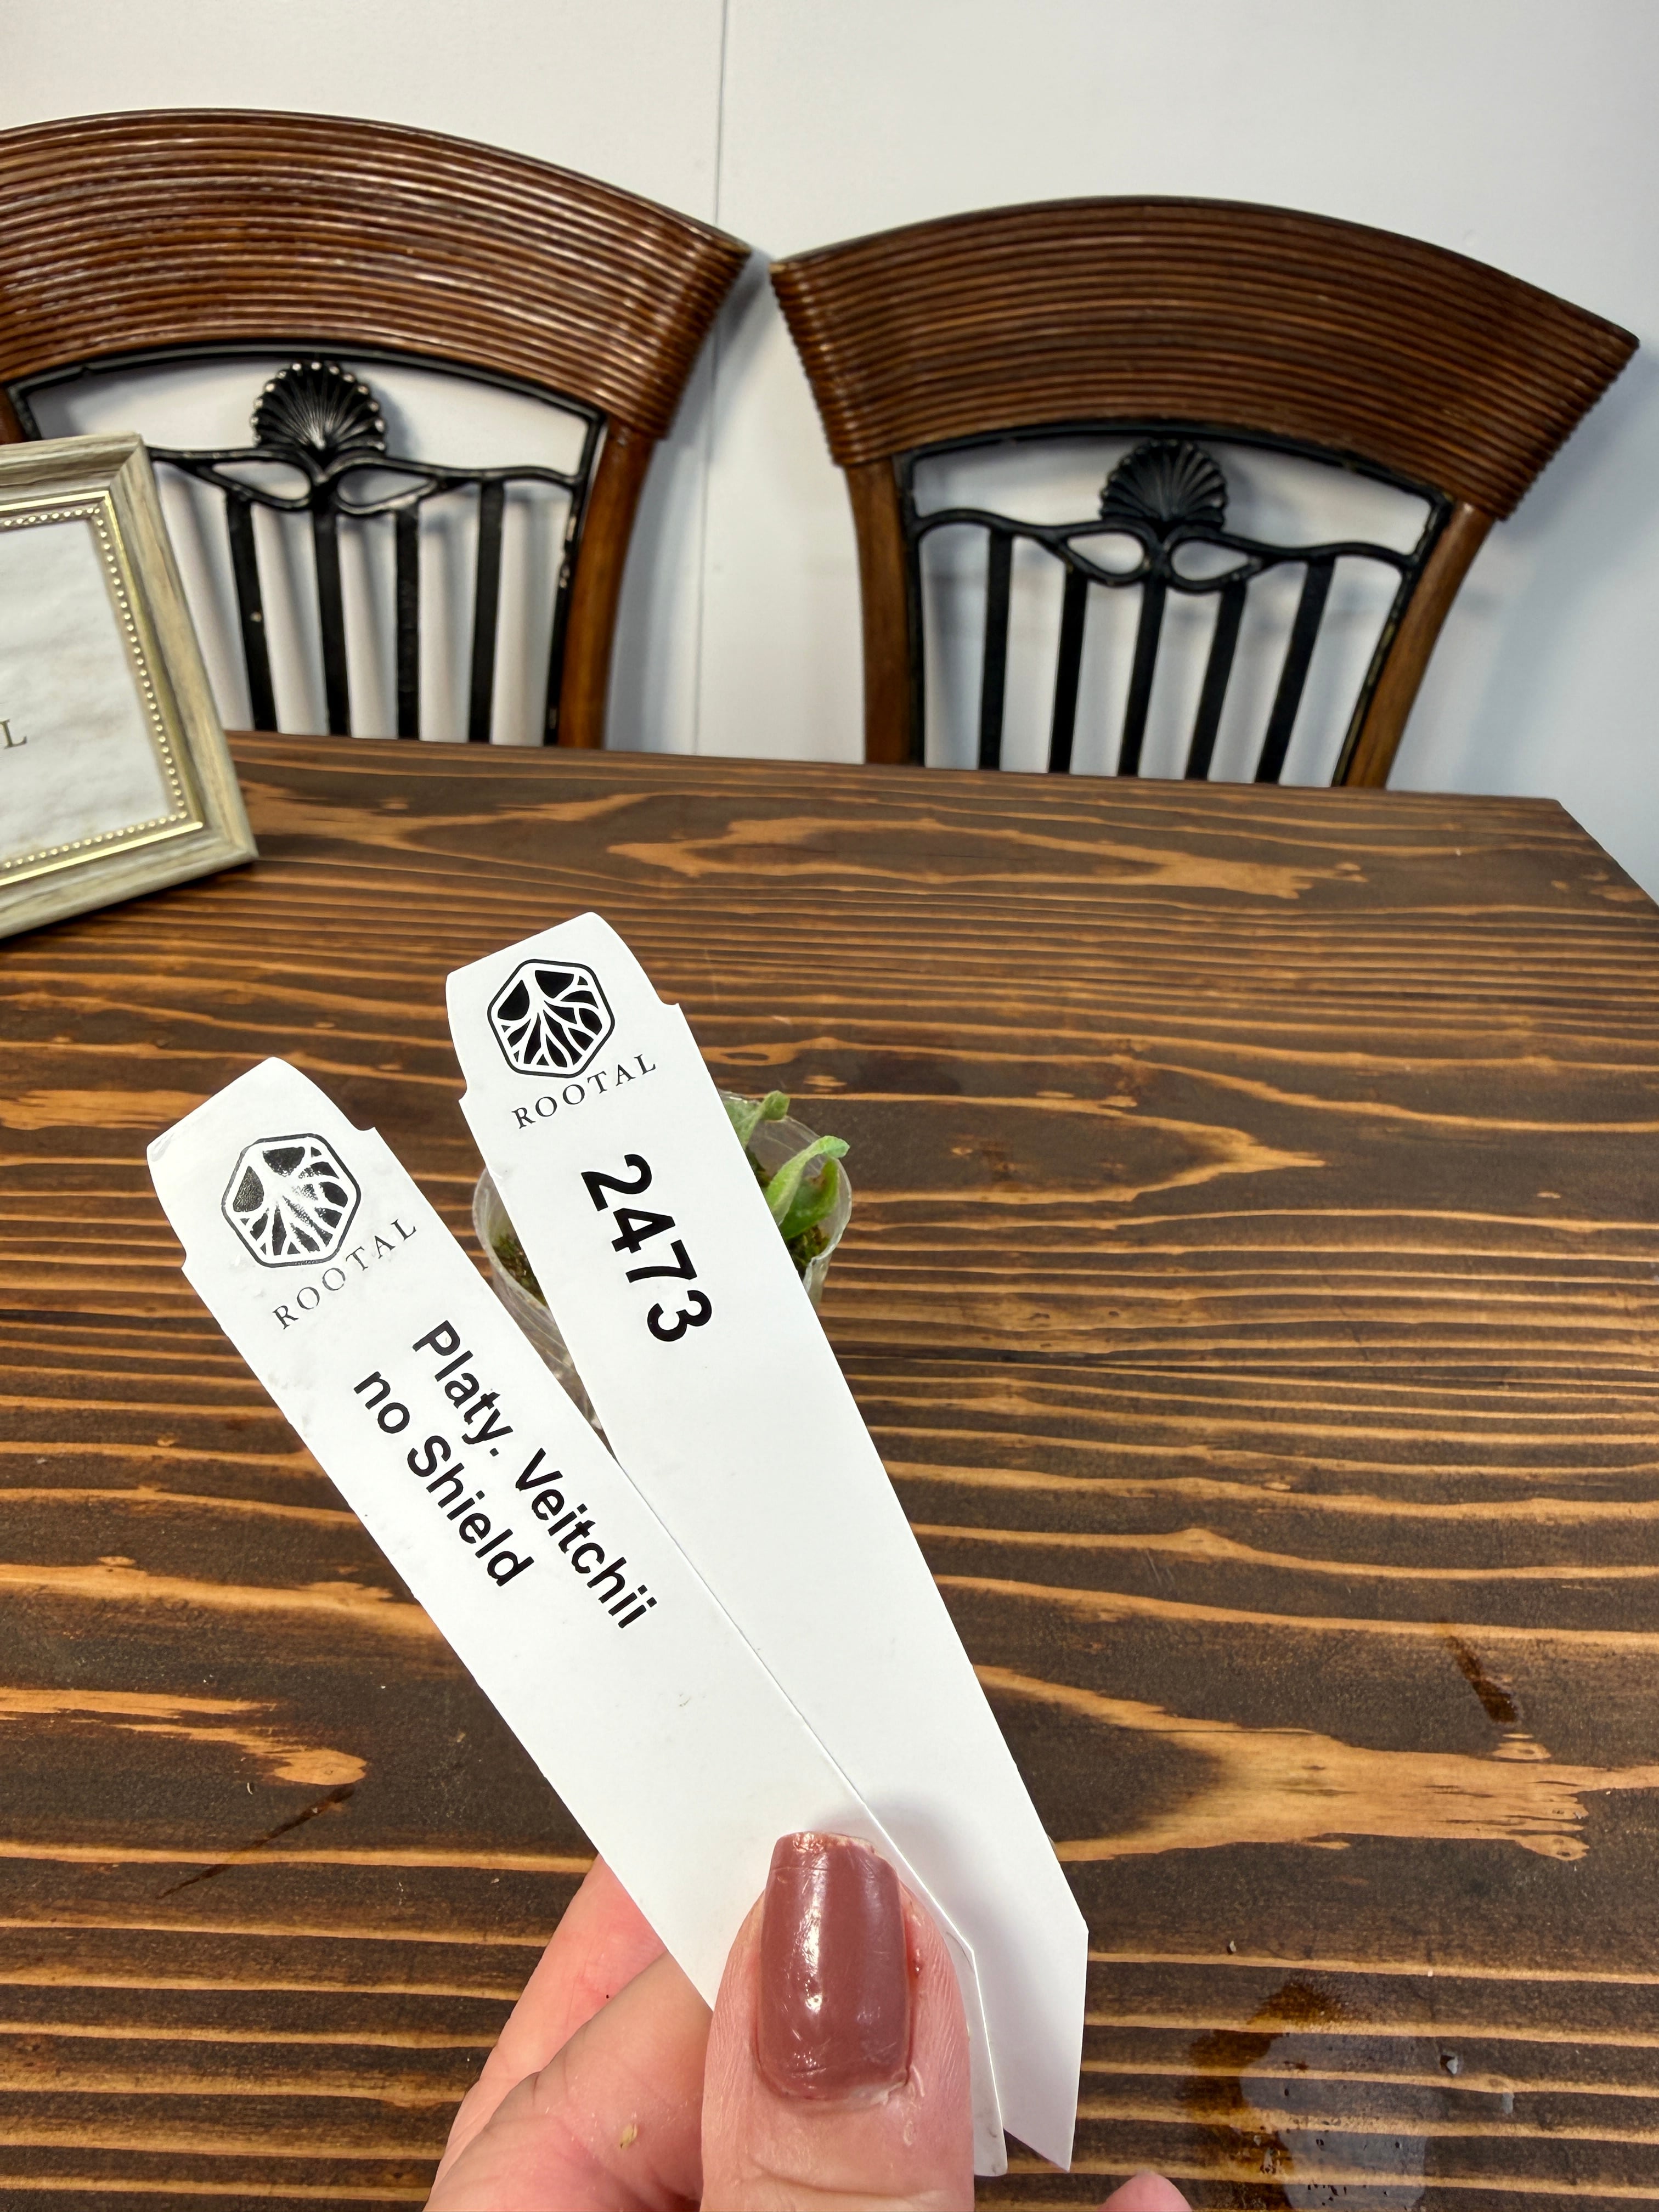 ROOTAL
Platy. Veitchii
no Shield
ROOTAL
2473
L